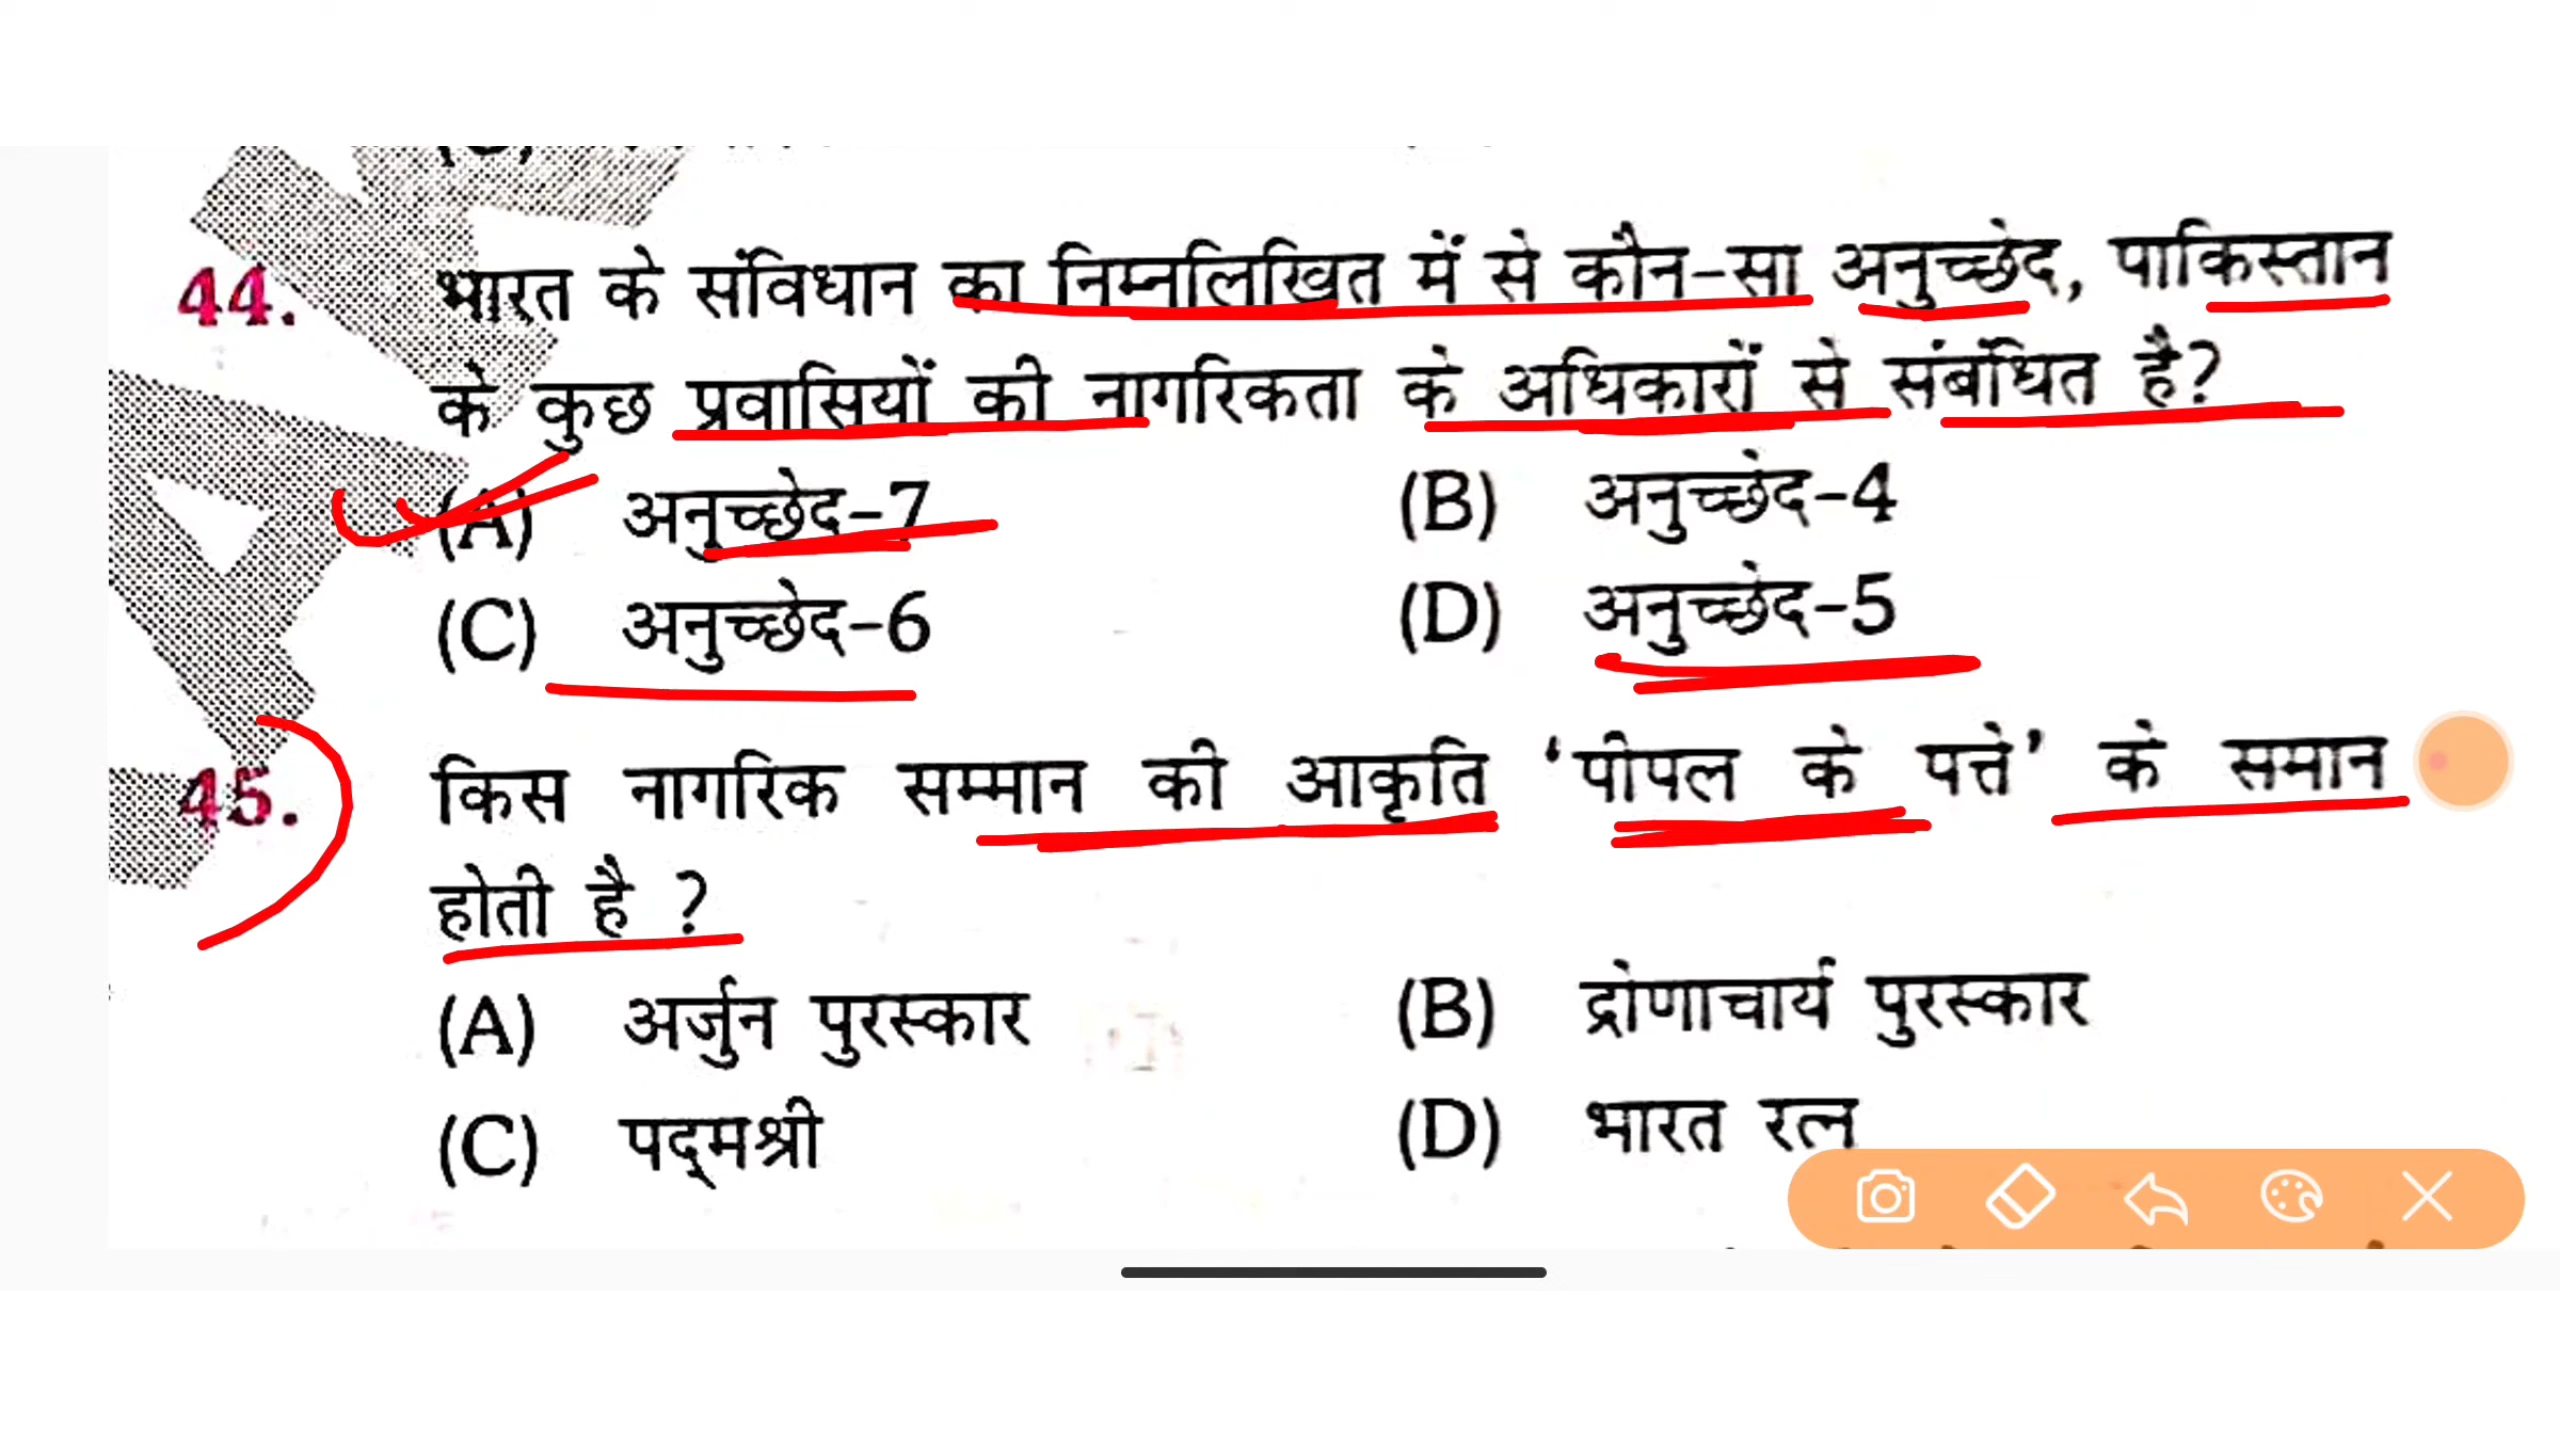 44. भारत के संविधान का निम्नलिखित में से कौन-सा अनुच्छेद, पाकिस्तान
के कुछ प्रवासियों की नागरिकता के अधिकारों से संबंधित है?
(A) अनुच्छेद-7 (B) अनुच्छेद-4
(C) अनुच्छेद-6 (D) अनुच्छेद-5
45. किस नागरिक सम्मान की आकृति 'पीपल के पत्ते' के समान
होती है ?
(A) अर्जुन पुरस्कार (B) द्रोणाचार्य पुरस्कार
(C) पद्मश्री (D) भारत रत्न